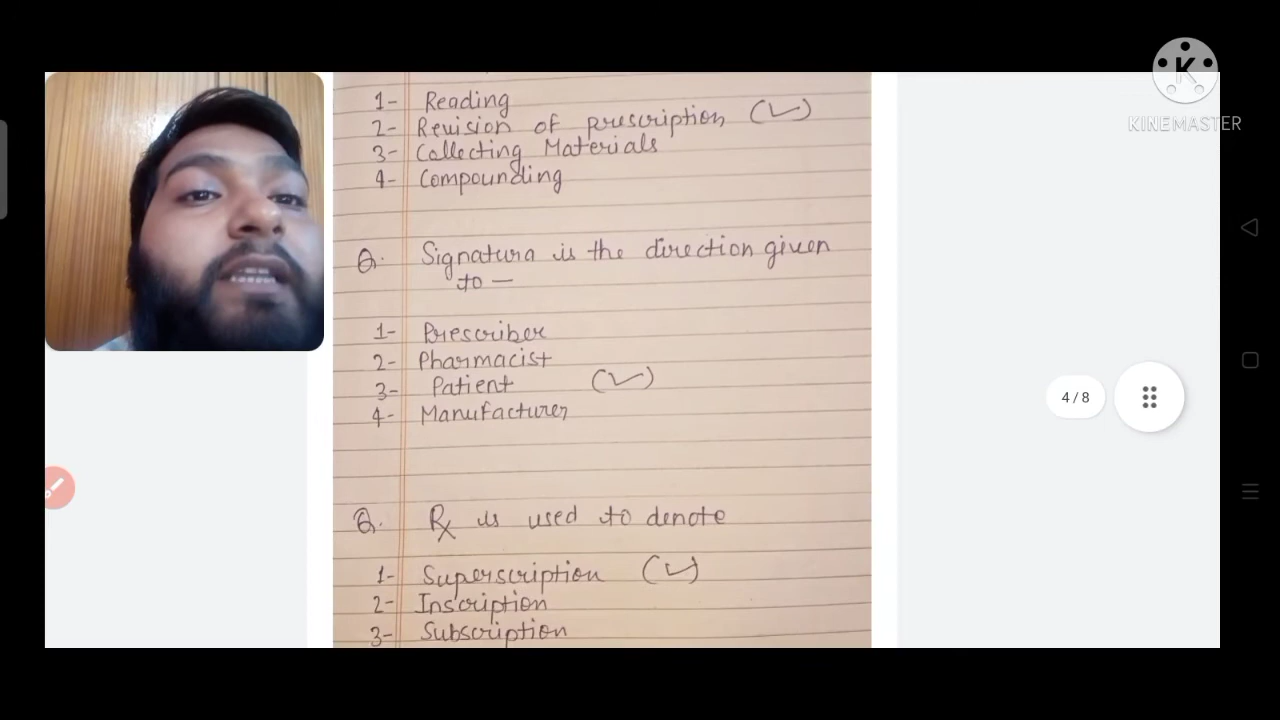 1- Reading
2- Revision of prescription (✓)
3- Collecting Materials
4- Compounding
Q. Signatura is the direction given
to —
1- Prescriber
2- Pharmacist
3- Patient (✓)
4- Manufacturer
Q. Rx is used to denote
1- Superscription (✓)
2- Inscription
3- Subscription
4 / 8
KINEMASTER